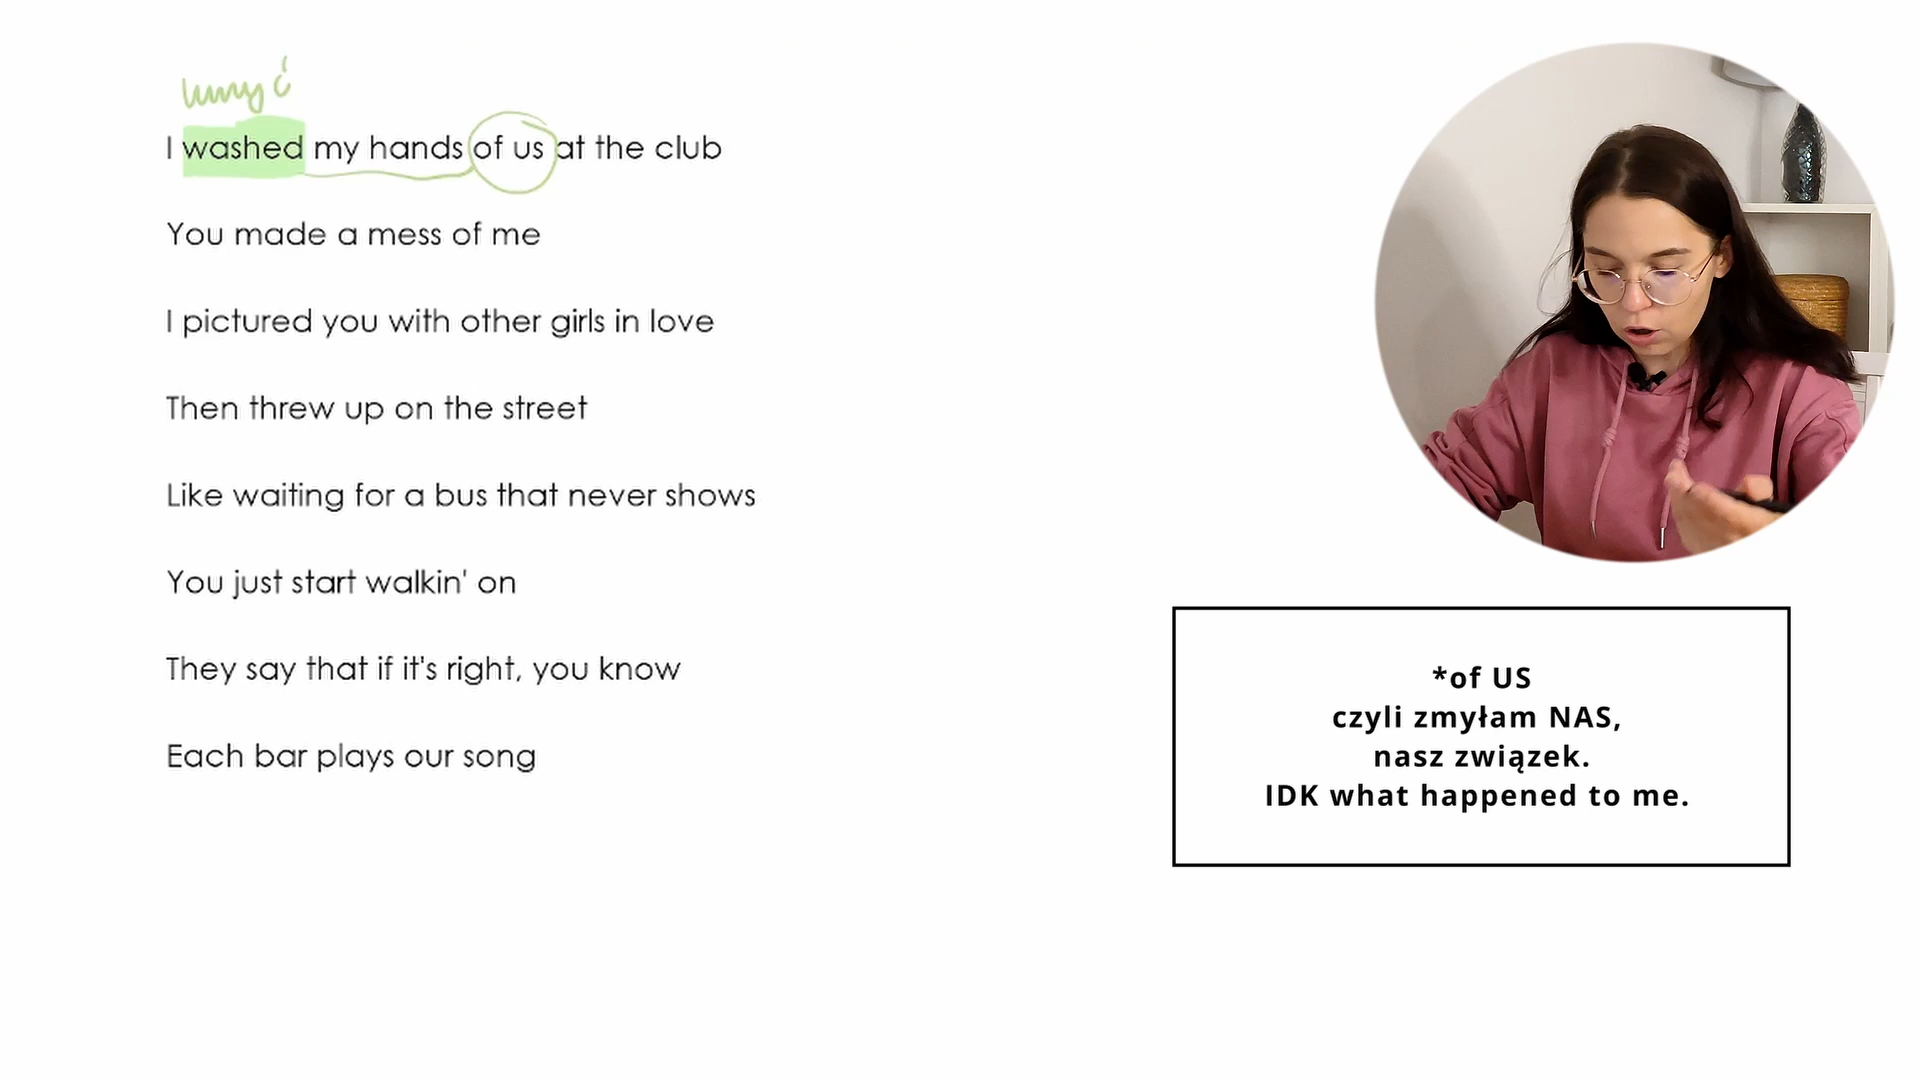 umyć
I washed my hands of us at the club
You made a mess of me
I pictured you with other girls in love
Then threw up on the street
Like waiting for a bus that never shows
You just start walkin' on
They say that if it's right, you know
Each bar plays our song
*of US
czyli zmyłam NAS,
nasz związek.
IDK what happened to me.